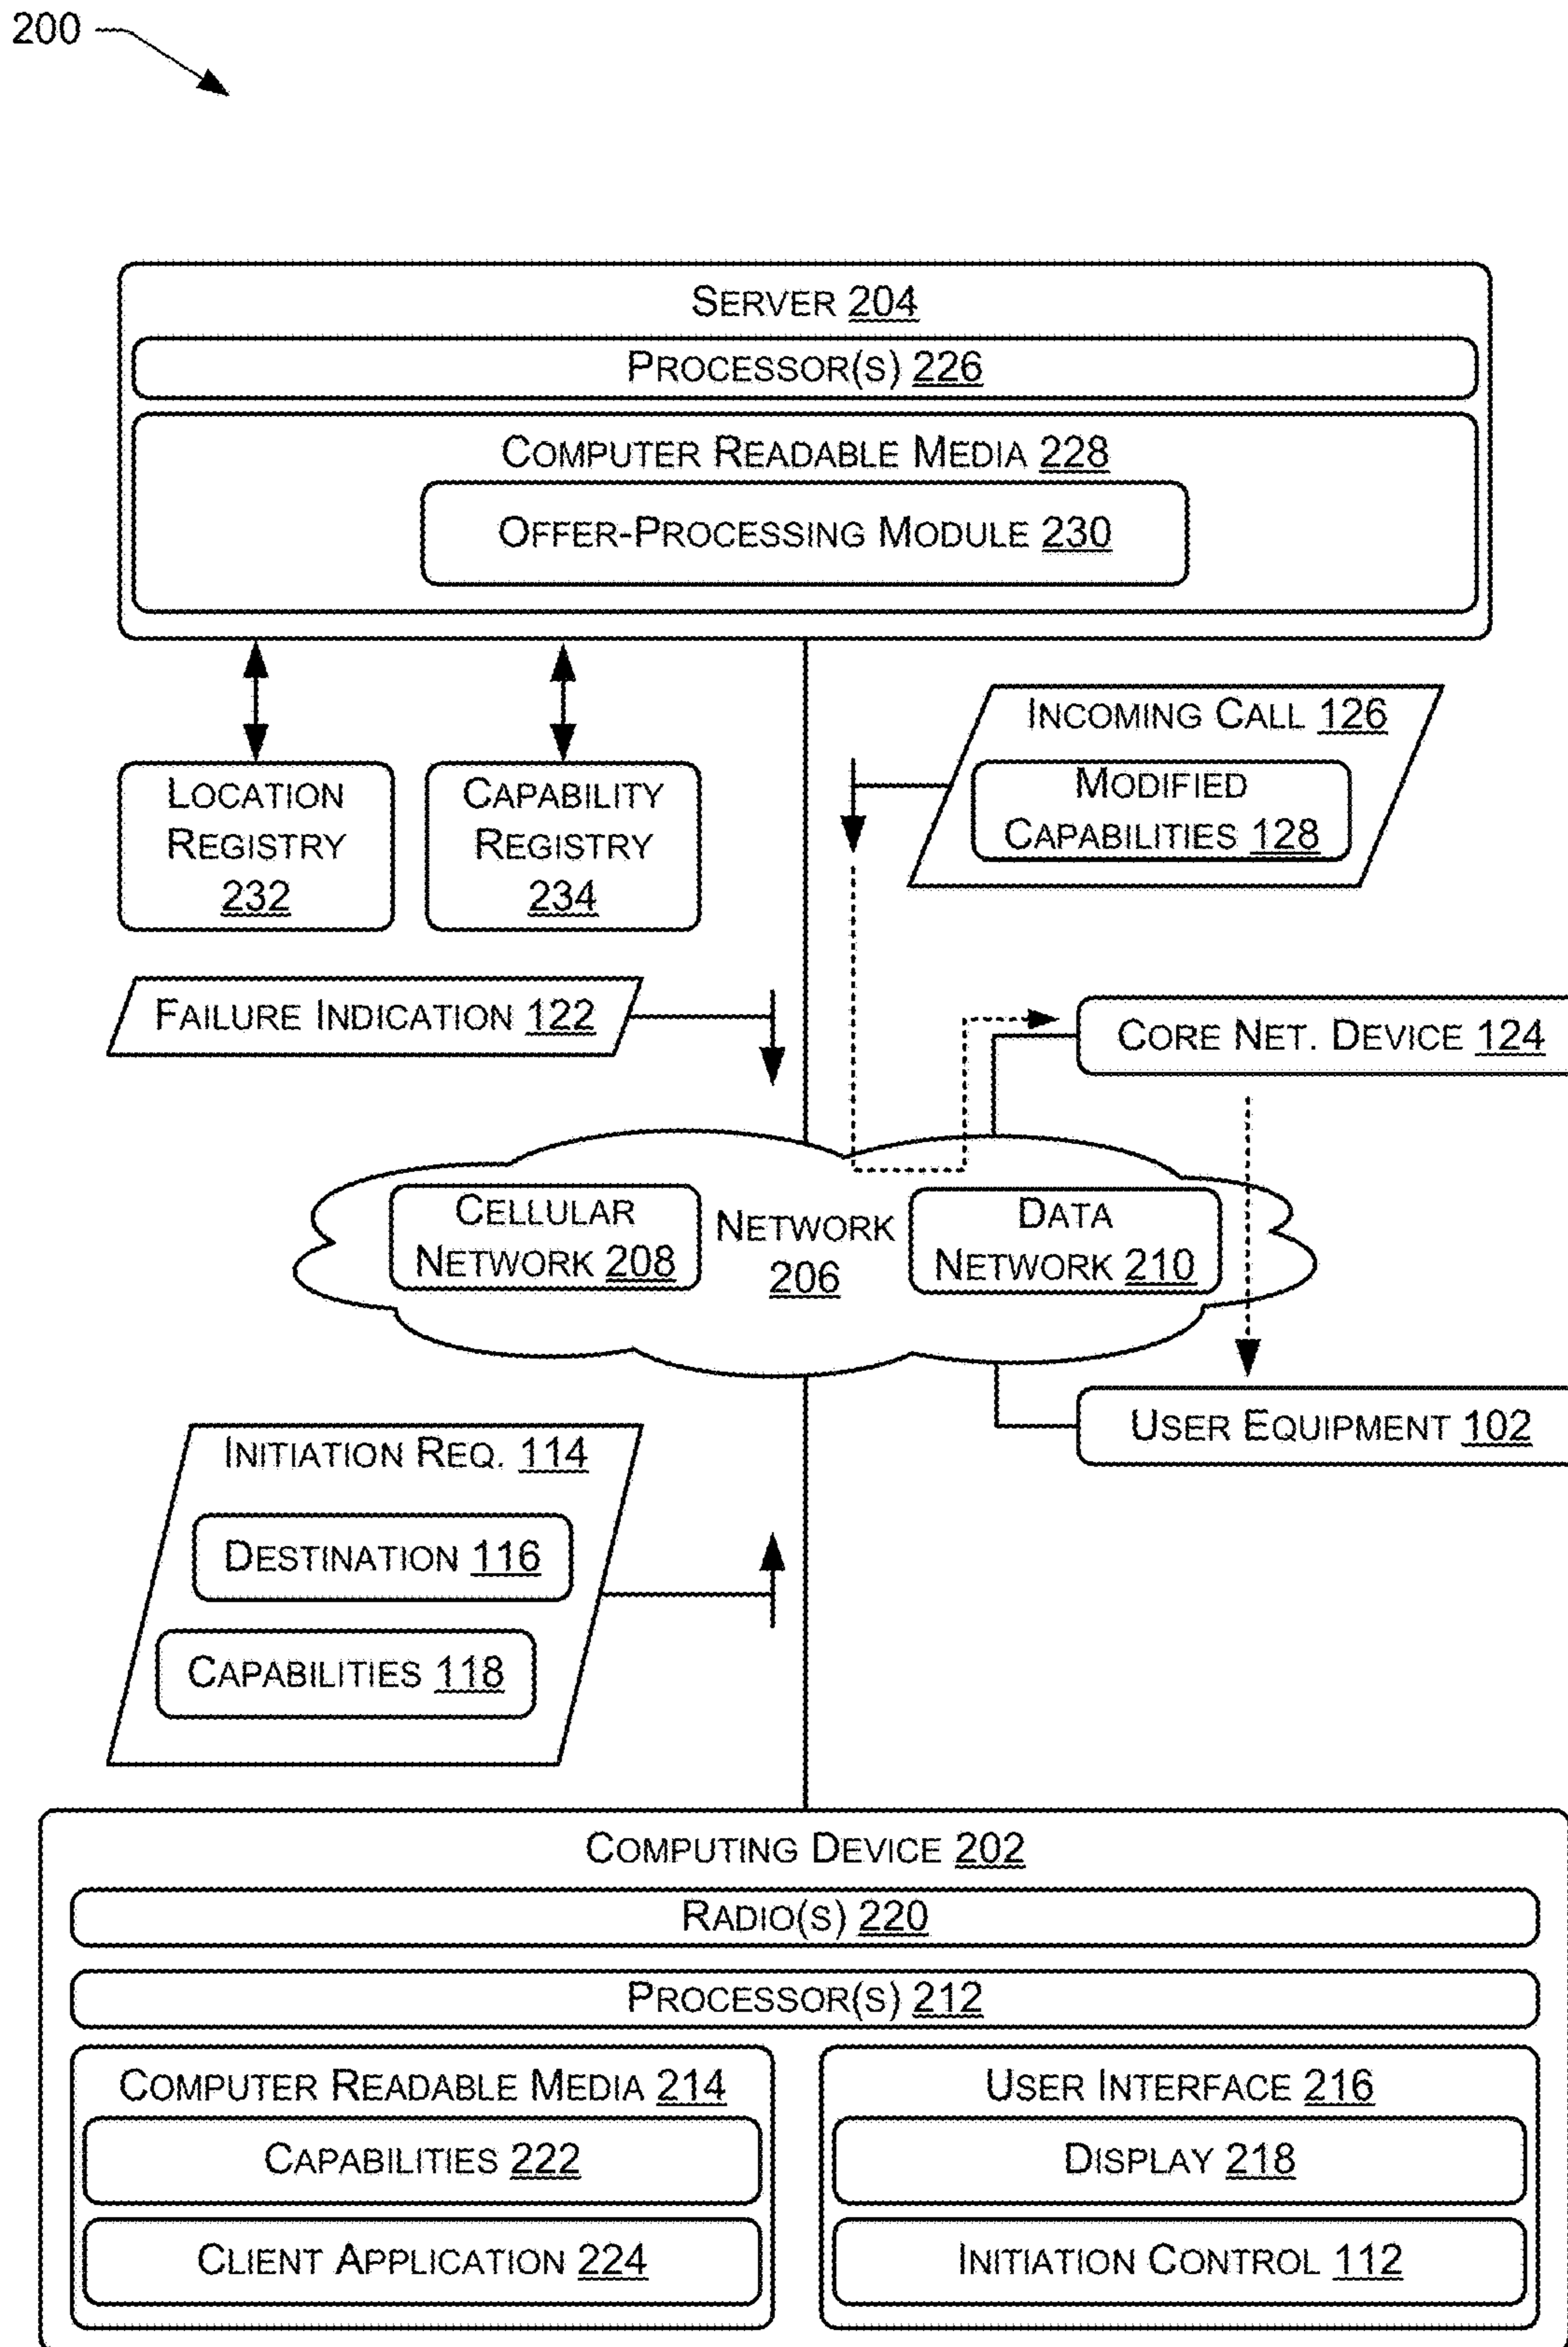 200
SERVER 204
PROCESSOR(S) 226
COMPUTER READABLE MEDIA 228
OFFER-PROCESSING MODULE 230
LOCATION
REGISTRY
232
CAPABILITY
REGISTRY
234
INCOMING CALL 126
MODIFIED
CAPABILITIES 128
FAILURE INDICATION 122
CORE NET. DEVICE 124
CELLULAR
NETWORK 208
NETWORK
206
DATA
NETWORK 210
USER EQUIPMENT 102
INITIATION REQ. 114
DESTINATION 116
CAPABILITIES 118
COMPUTING DEVICE 202
RADIO(S) 220
PROCESSOR(S) 212
COMPUTER READABLE MEDIA 214
CAPABILITIES 222
CLIENT APPLICATION 224
USER INTERFACE 216
DISPLAY 218
INITIATION CONTROL 112